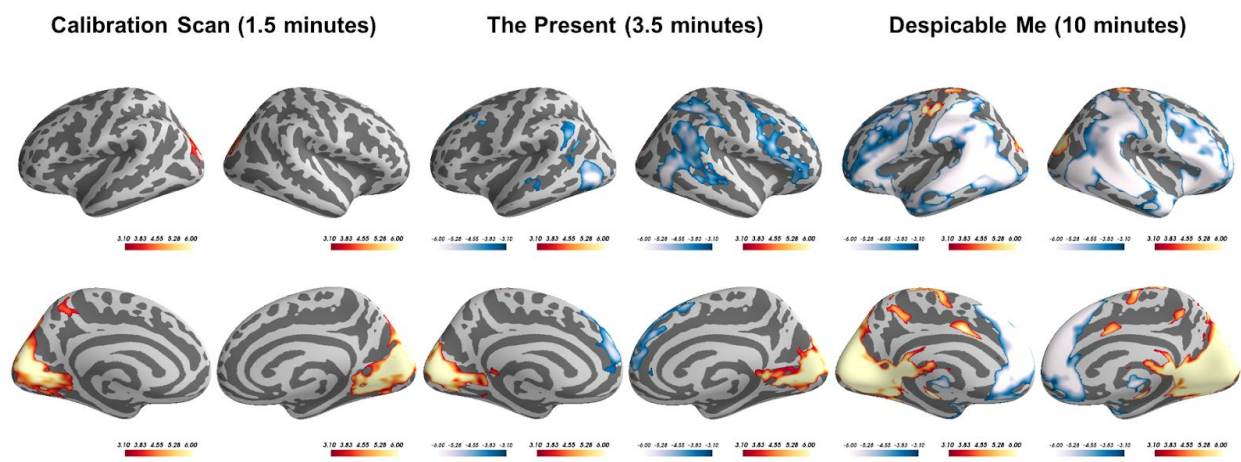 Calibration Scan (1.5 minutes) The Present (3.5 minutes) Despicable Me (10 minutes)
3.10 3.83 4.55 5.28 6.00 3.10 3.83 4.55 5.28 6.00 -6.00 -5.28 -4.55 -3.83 -3.10 3.10 3.83 4.55 5.28 6.00 -6.00 -5.28 -4.55 -3.83 -3.10 3.10 3.83 4.55 5.28 6.00 -6.00 -5.28 -4.55 -3.83 -3.10 3.10 3.83 4.55 5.28 6.00 -6.00 -5.28 -4.55 -3.83 -3.10 3.10 3.83 4.55 5.28 6.00
3.10 3.83 4.55 5.28 6.00 3.10 3.83 4.55 5.28 6.00 -6.00 -5.28 -4.55 -3.83 -3.10 3.10 3.83 4.55 5.28 6.00 -6.00 -5.28 -4.55 -3.83 -3.10 3.10 3.83 4.55 5.28 6.00 -6.00 -5.28 -4.55 -3.83 -3.10 3.10 3.83 4.55 5.28 6.00 -6.00 -5.28 -4.55 -3.83 -3.10 3.10 3.83 4.55 5.28 6.00